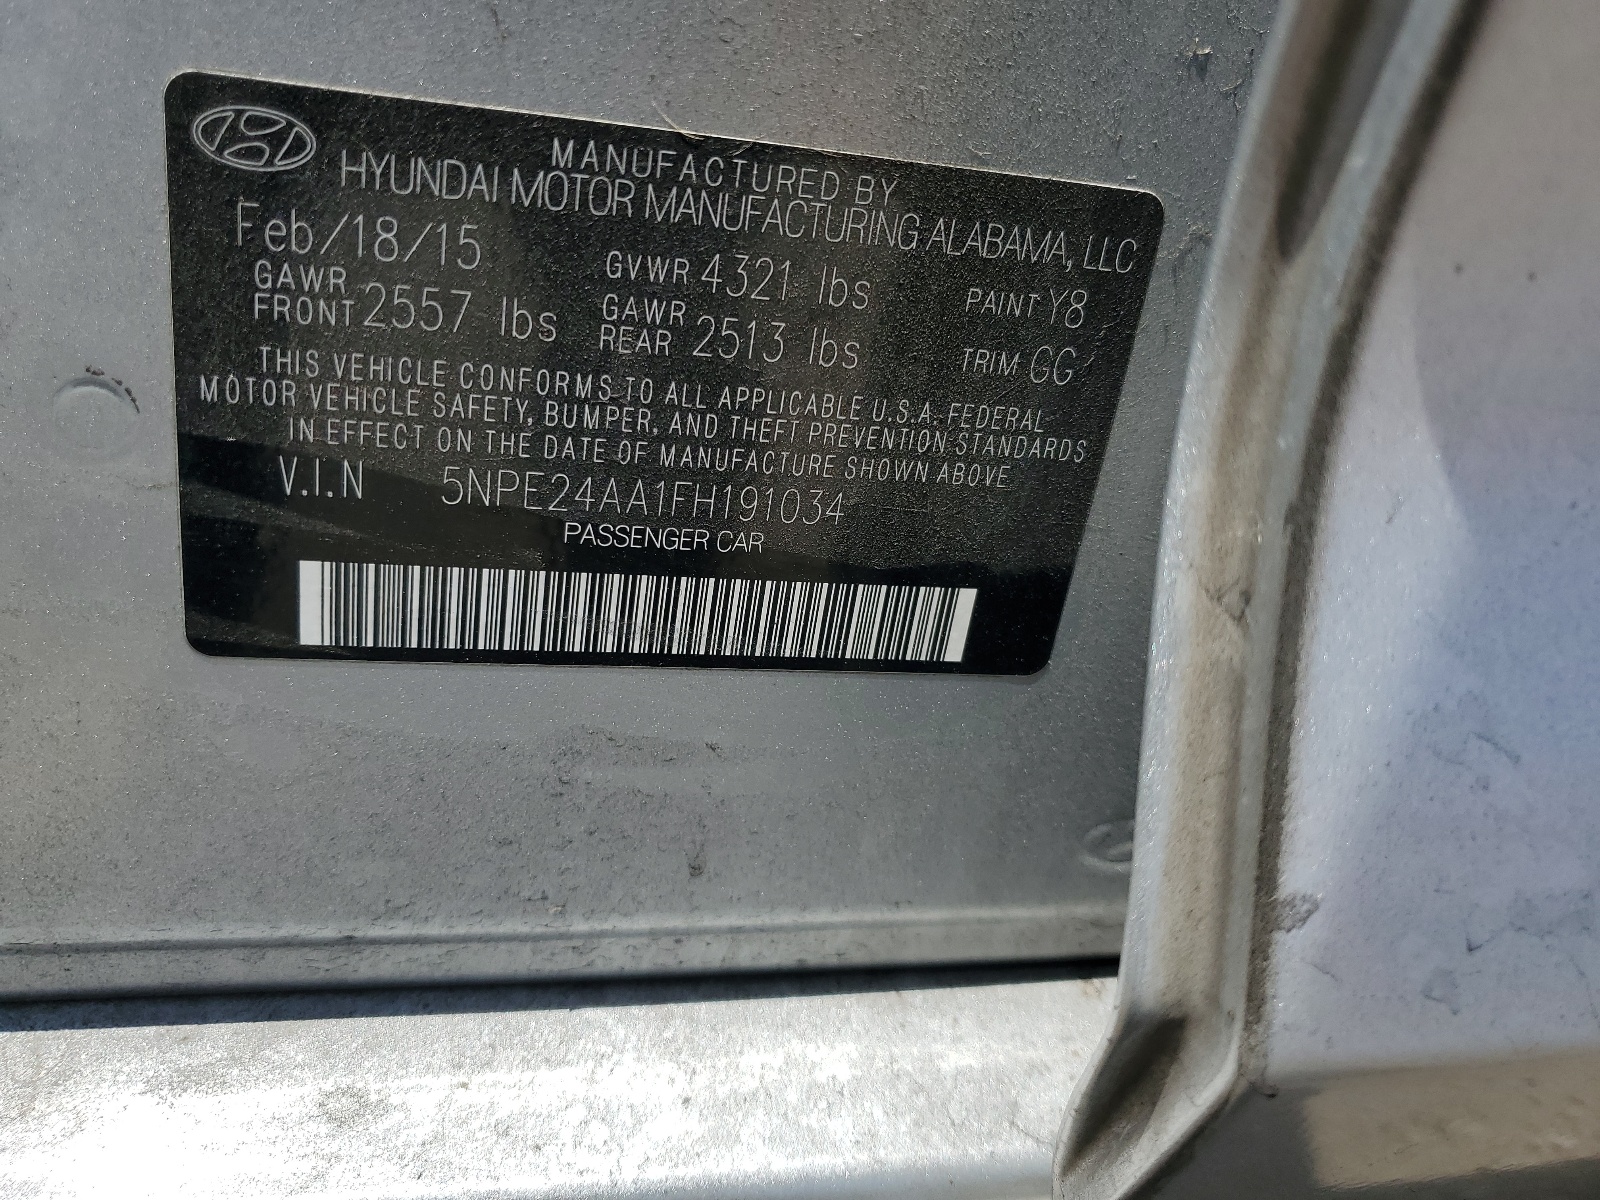 MANUFACTURED BY
HYUNDAI MOTOR MANUFACTURING ALABAMA, LLC
Feb/18/15 GVWR 4321 lbs PAINT Y8
GAWR FRONT 2557 lbs GAWR REAR 2513 lbs TRIM GG
THIS VEHICLE CONFORMS TO ALL APPLICABLE U.S.A. FEDERAL
MOTOR VEHICLE SAFETY, BUMPER, AND THEFT PREVENTION STANDARDS
IN EFFECT ON THE DATE OF MANUFACTURE SHOWN ABOVE
V.I.N 5NPE24AA1FH191034
PASSENGER CAR